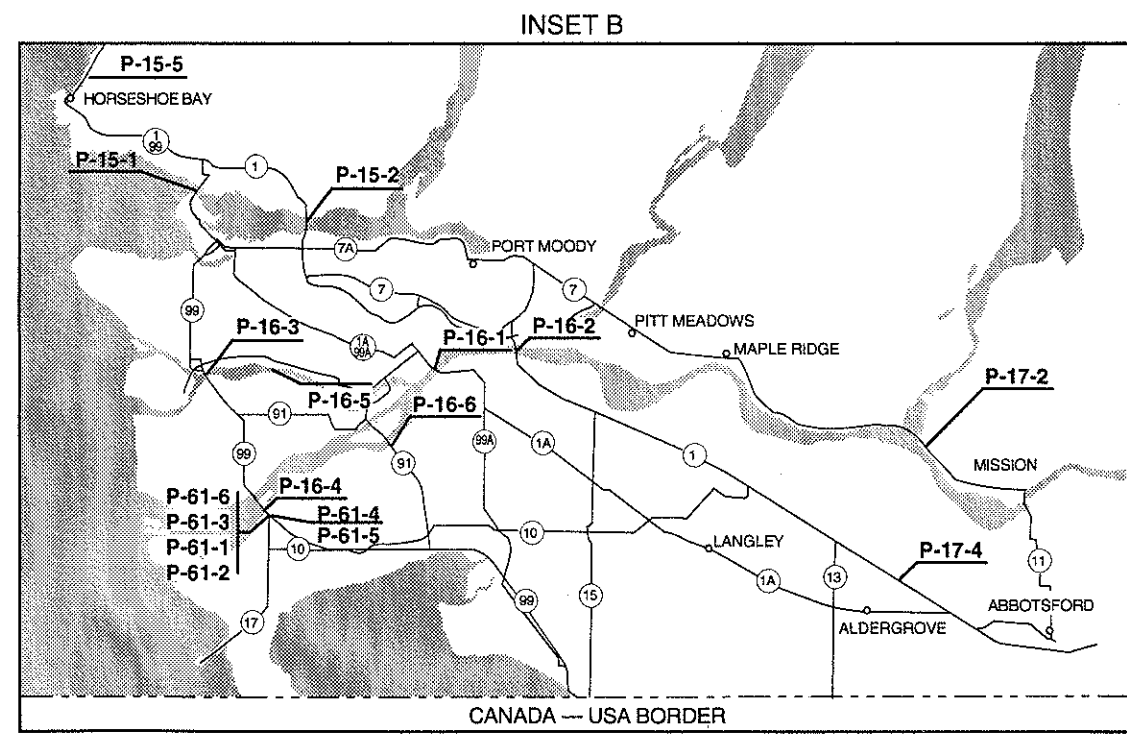 INSET B
P-15-5
HORSESHOE BAY
1
99
P-15-1
1
P-15-2
7A
PORT MOODY
7
7
99
P-16-3
1A
99A
P-16-1
P-16-2
PITT MEADOWS
MAPLE RIDGE
P-17-2
P-16-5
P-16-6
91
99
91
99A
1A
1
MISSION
P-61-6
P-16-4
P-61-3
P-61-4
P-61-1
P-61-5
P-61-2
10
10
LANGLEY
P-17-4
11
1A
13
15
99
17
ALDERGROVE
ABBOTSFORD
CANADA — USA BORDER